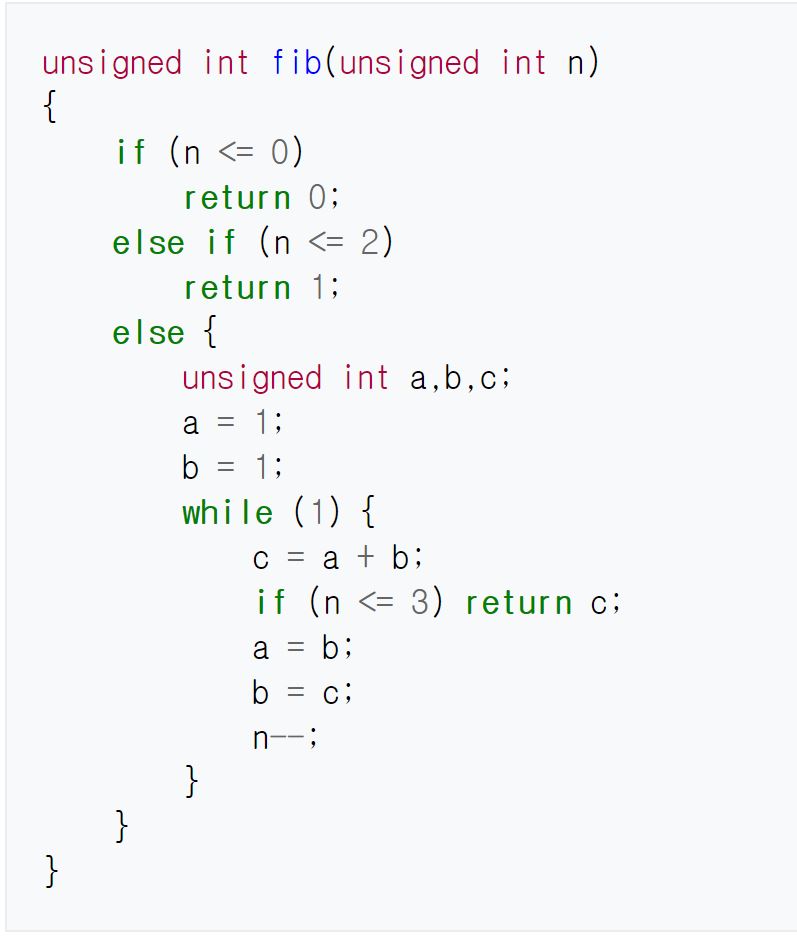 unsigned int fib(unsigned int n)
{
    if (n <= 0)
        return 0;
    else if (n <= 2)
        return 1;
    else {
        unsigned int a,b,c;
        a = 1;
        b = 1;
        while (1) {
            c = a + b;
            if (n <= 3) return c;
            a = b;
            b = c;
            n--;
        }
    }
}